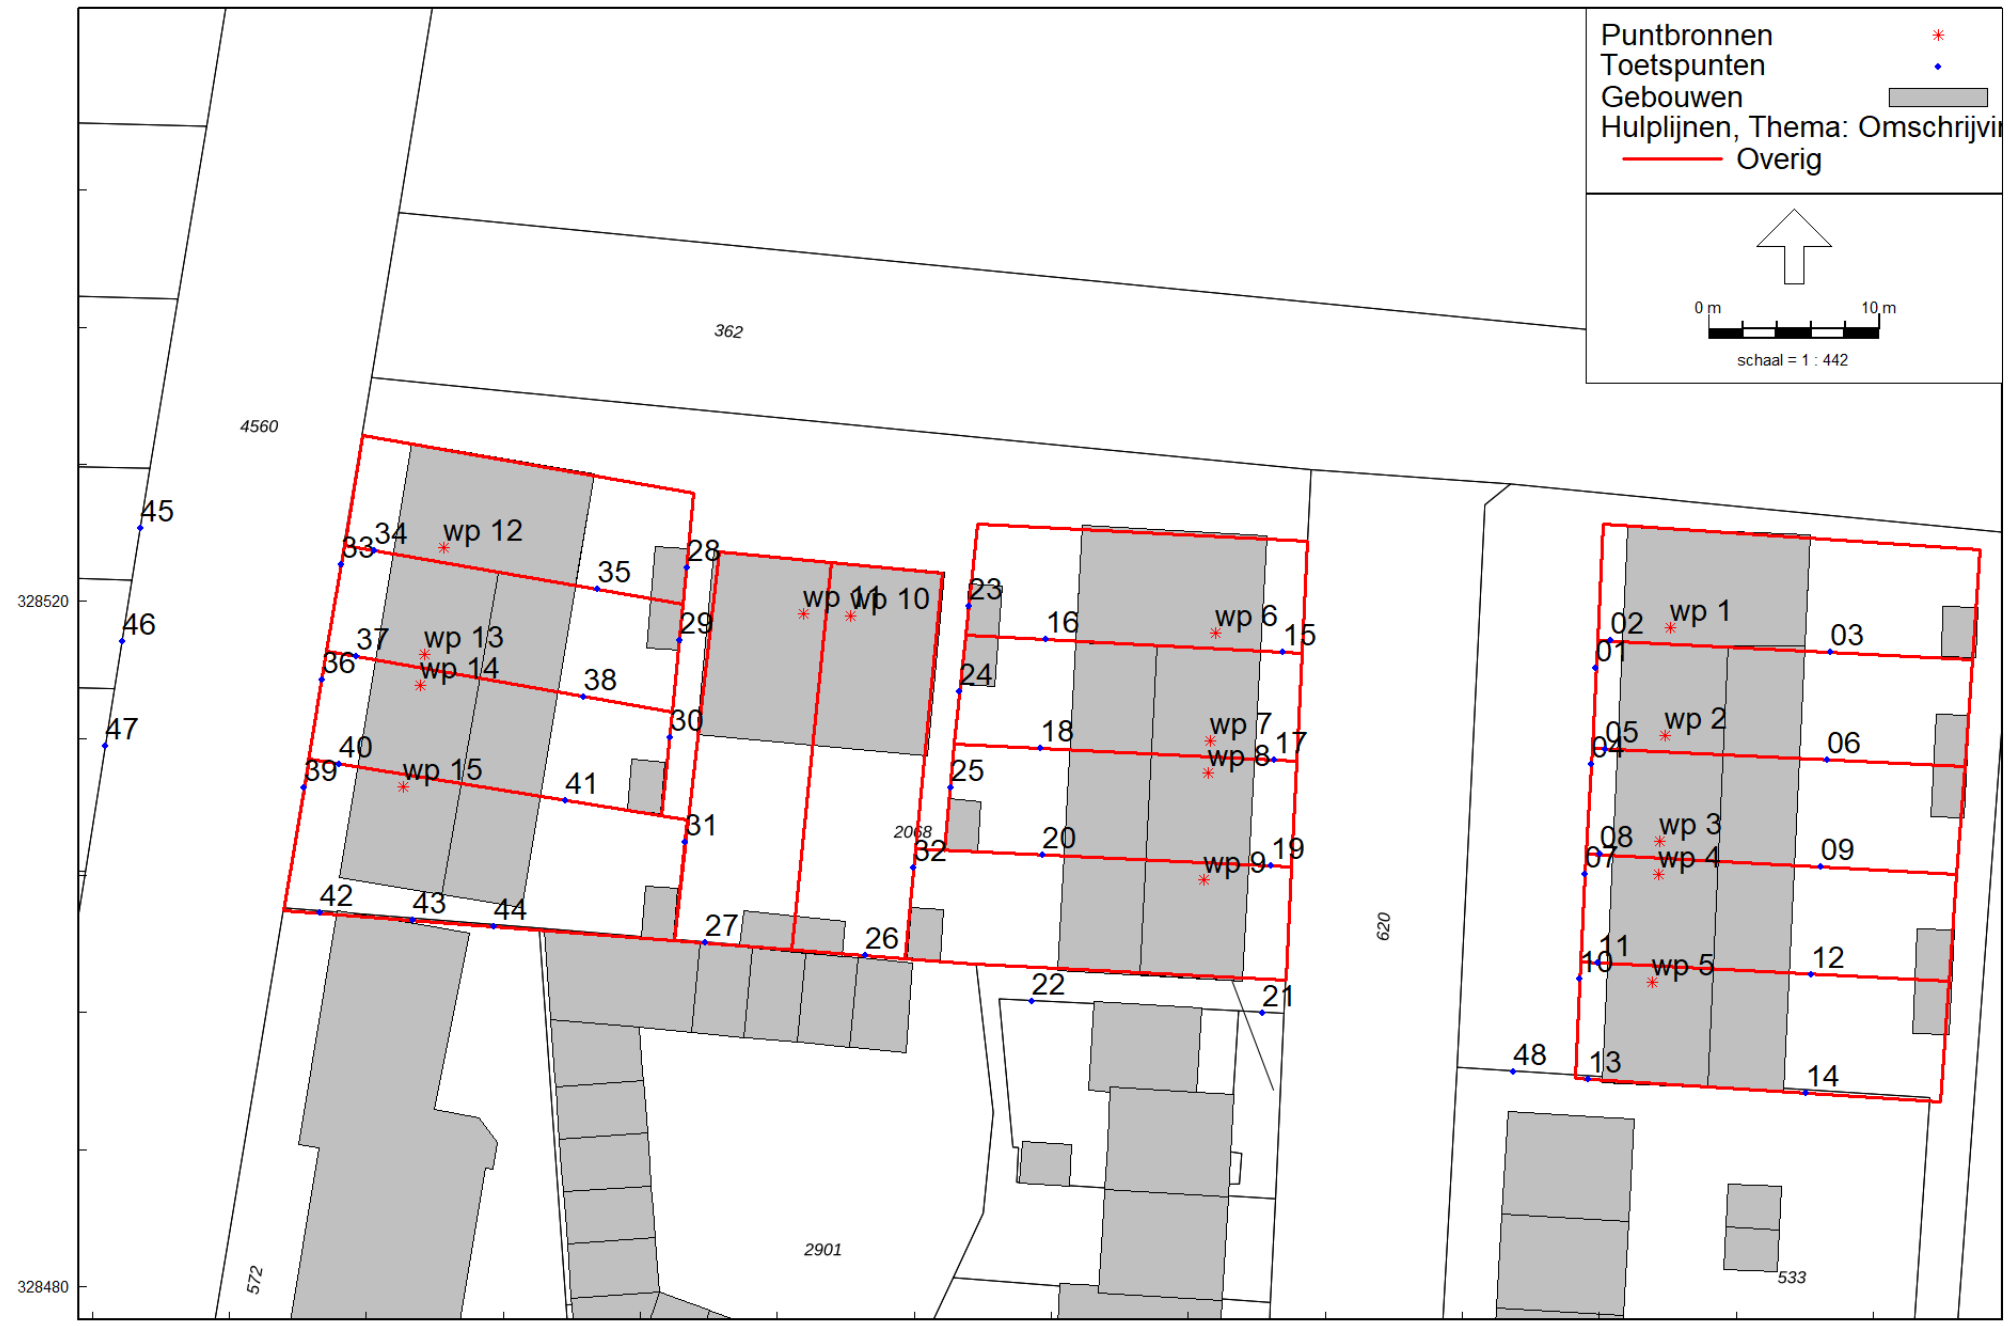 Puntbronnen
Toetspunten
Gebouwen
Hulplijnen, Thema: Omschrijvin
Overig
0 m 10 m
schaal = 1 : 442
362
4560
45
46
47
328520
33 34
wp 12
35
28
29
37
36
wp 13
wp 14
38
30
40
39
wp 15
41
31
42
43
44
27
26
32
2068
wp 11
wp 10
23
16
wp 6
15
24
18
wp 7
17
wp 8
25
20
wp 9
19
22
21
620
02
01
wp 1
03
05
04
wp 2
06
08
07
wp 3
wp 4
09
11
10
wp 5
12
48
13
14
2901
572
533
328480